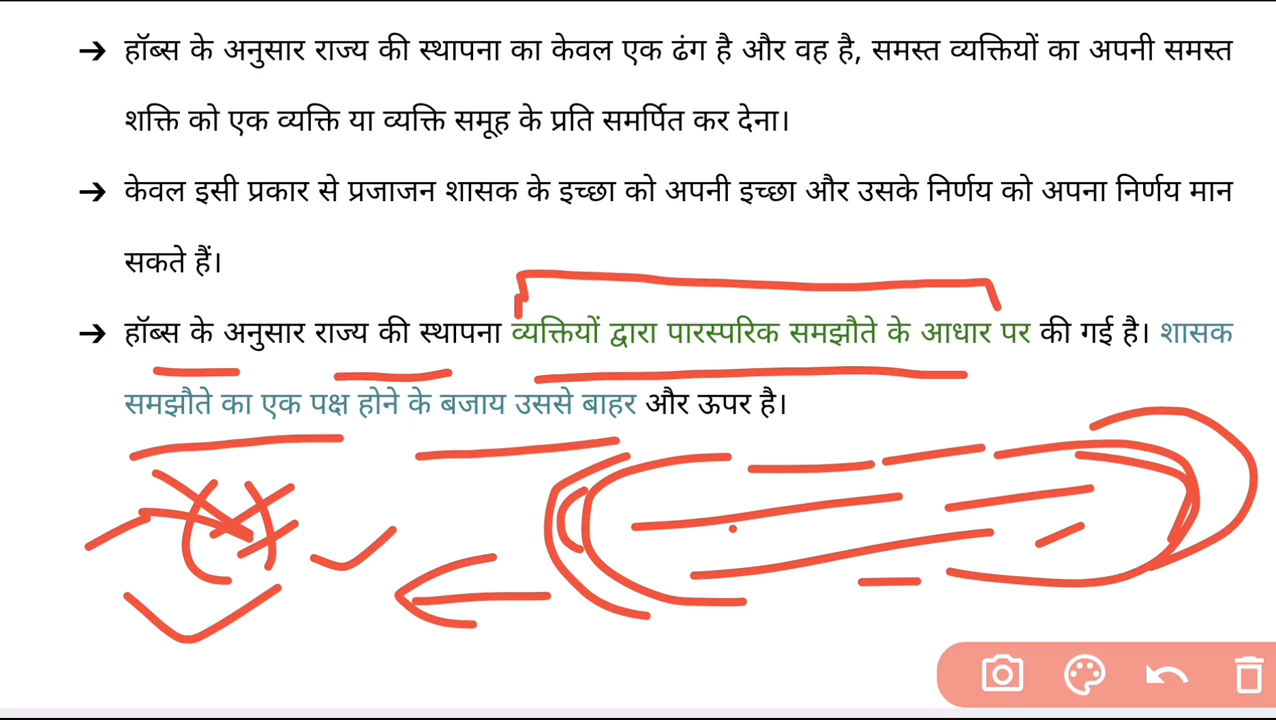 ➔ हॉब्स के अनुसार राज्य की स्थापना का केवल एक ढंग है और वह है, समस्त व्यक्तियों का अपनी समस्त
शक्ति को एक व्यक्ति या व्यक्ति समूह के प्रति समर्पित कर देना।
➔ केवल इसी प्रकार से प्रजाजन शासक के इच्छा को अपनी इच्छा और उसके निर्णय को अपना निर्णय मान
सकते हैं।
➔ हॉब्स के अनुसार राज्य की स्थापना व्यक्तियों द्वारा पारस्परिक समझौते के आधार पर की गई है। शासक
समझौते का एक पक्ष होने के बजाय उससे बाहर और ऊपर है।